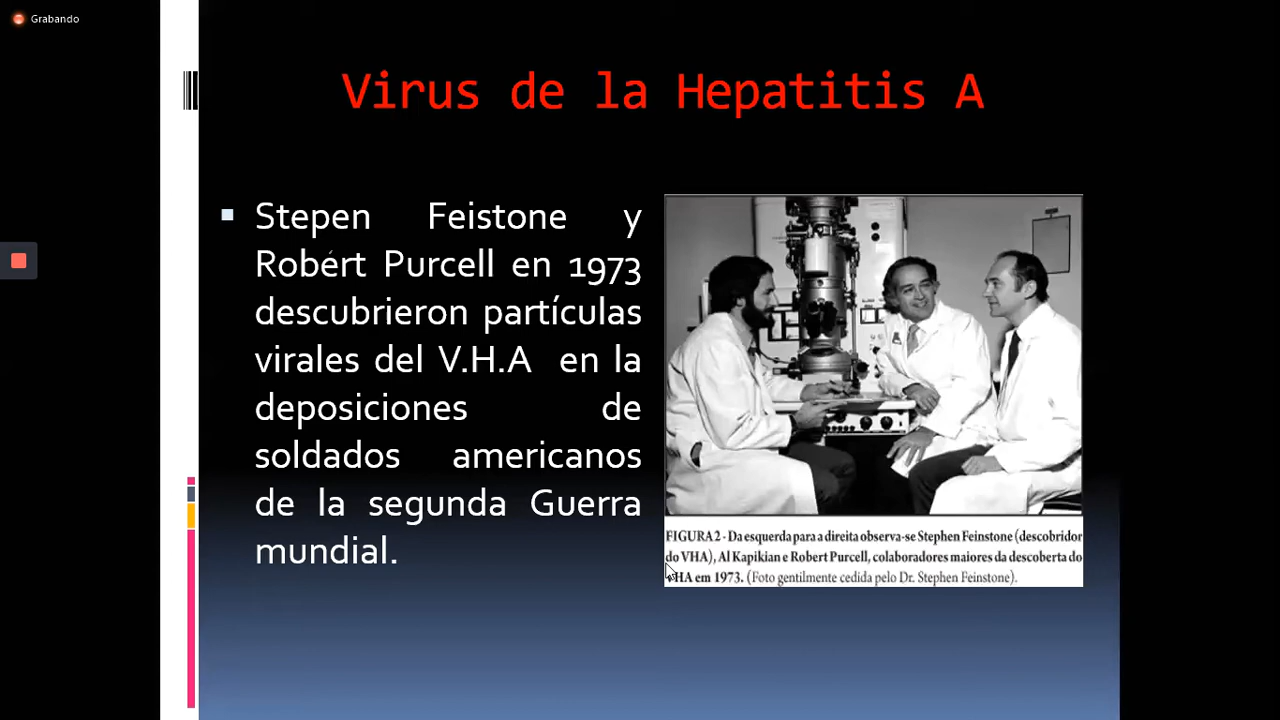 Grabando
Virus de la Hepatitis A
Stepen Feistone y
Robért Purcell en 1973
descubrieron partículas
virales del V.H.A en la
deposiciones de
soldados americanos
de la segunda Guerra
mundial.
FIGURA 2 - Da esquerda para a direita observa-se Stephen Feinstone (descobridor
do VHA), Al Kapikian e Robert Purcell, colaboradores maiores da descoberta do
VHA em 1973. (Foto gentilmente cedida pelo Dr. Stephen Feinstone).